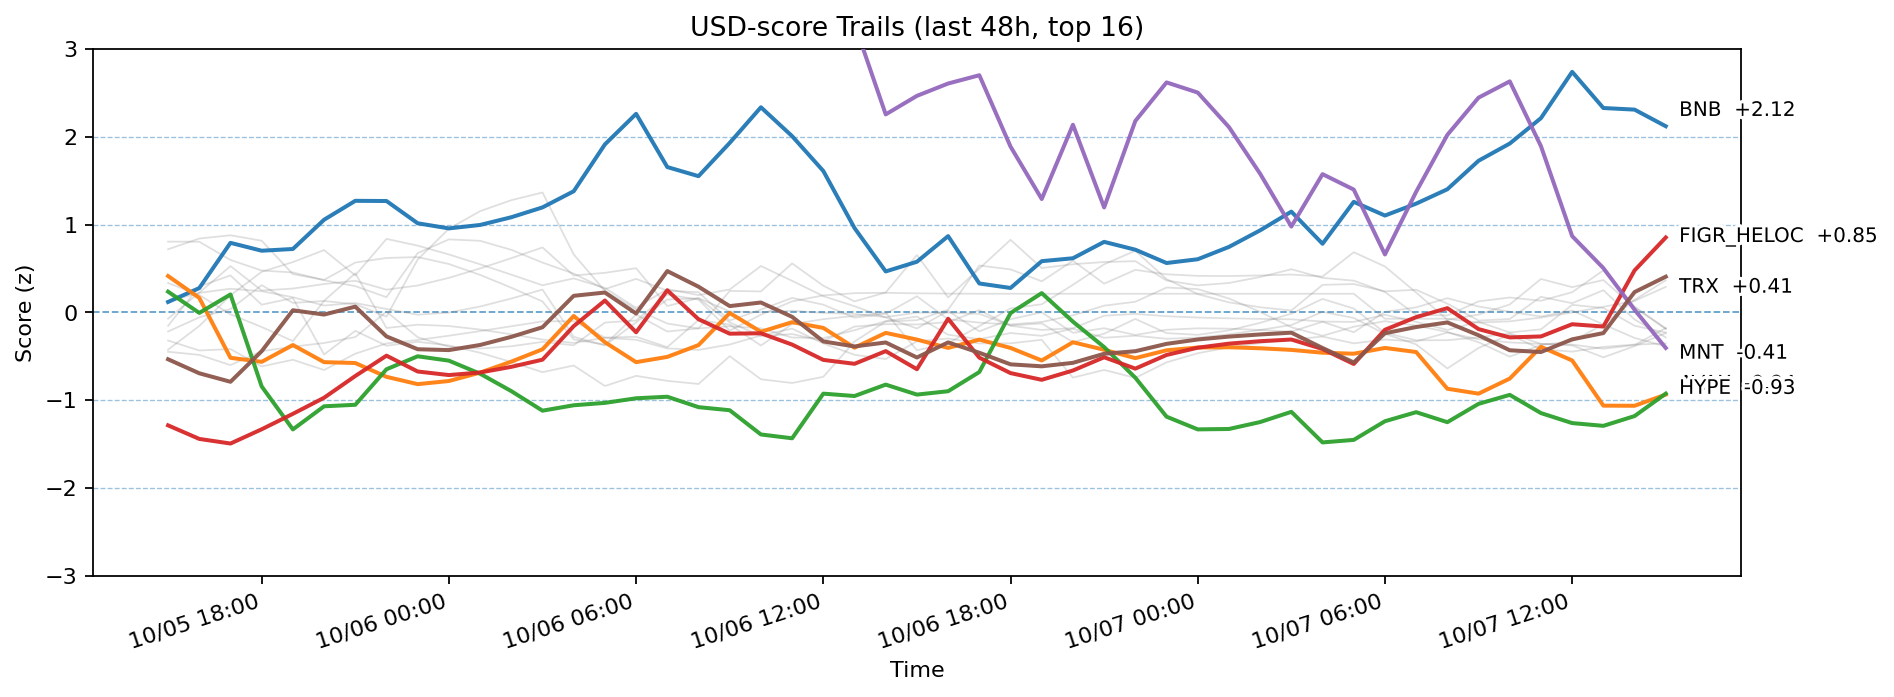 USD-score Trails (last 48h, top 16)
Score (z)
3
2
1
0
−1
−2
−3
BNB +2.12
FIGR_HELOC +0.85
TRX +0.41
MNT -0.41
HYPE -0.93
10/05 18:00
10/06 00:00
10/06 06:00
10/06 12:00
10/06 18:00
10/07 00:00
10/07 06:00
10/07 12:00
Time